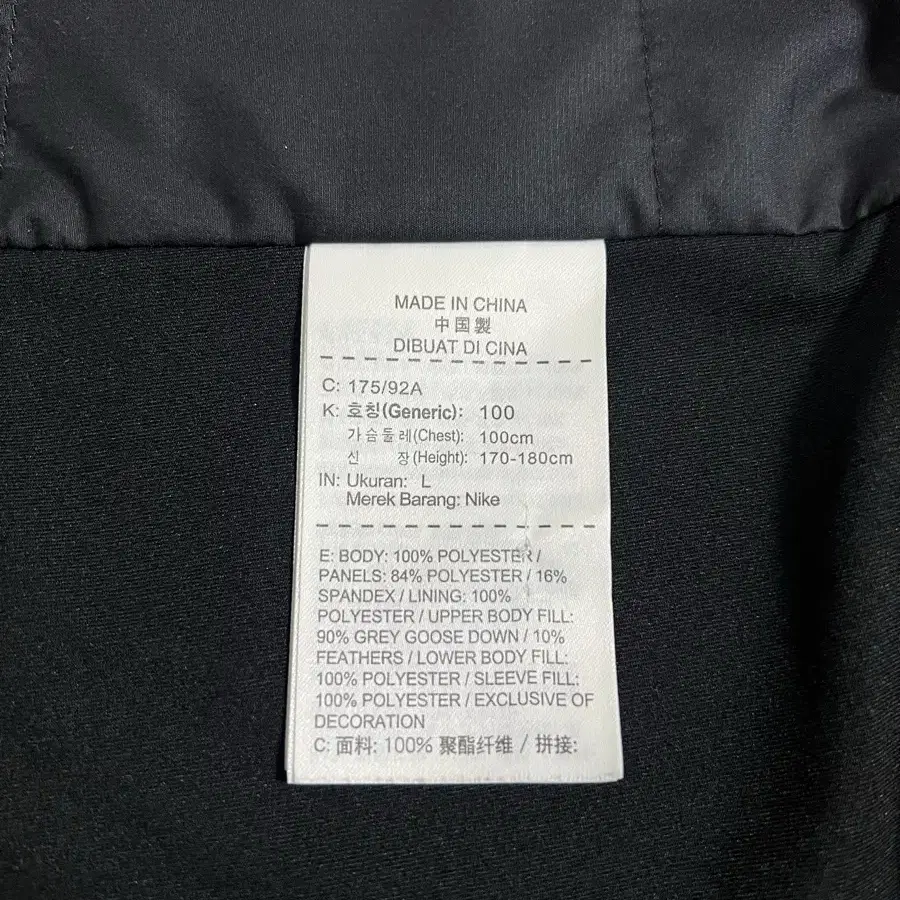 MADE IN CHINA
中国製
DIBUAT DI CINA
C: 175/92A
K: 호칭(Generic): 100
가슴둘레(Chest): 100cm
신 장(Height): 170-180cm
IN: Ukuran: L
Merek Barang: Nike
E: BODY: 100% POLYESTER /
PANELS: 84% POLYESTER / 16%
SPANDEX / LINING: 100%
POLYESTER / UPPER BODY FILL:
90% GREY GOOSE DOWN / 10%
FEATHERS / LOWER BODY FILL:
100% POLYESTER / SLEEVE FILL:
100% POLYESTER / EXCLUSIVE OF
DECORATION
C: 面料: 100% 聚酯纤维 / 拼接: